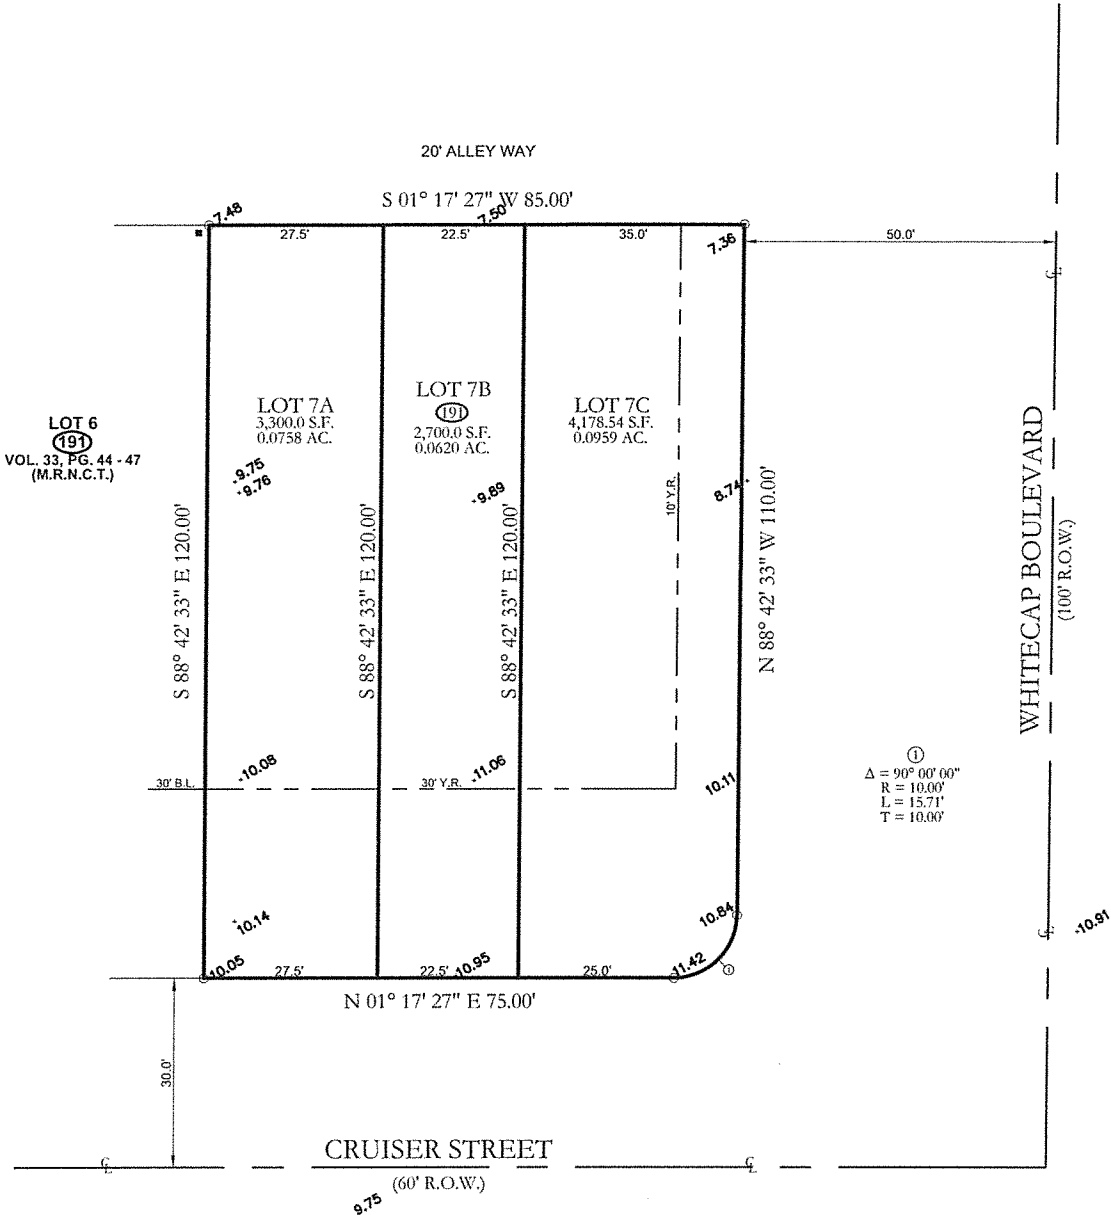 20' ALLEY WAY
S 01° 17' 27" W 85.00'
7.48
7.50
27.5'
22.5'
35.0'
7.36
50.0'
℄
LOT 6
191
VOL. 33, PG. 44 - 47
(M.R.N.C.T.)
LOT 7A
3,300.0 S.F.
0.0758 AC.
LOT 7B
191
2,700.0 S.F.
0.0620 AC.
LOT 7C
4,178.54 S.F.
0.0959 AC.
9.75
9.76
9.89
10' Y.R.
8.74
S 88° 42' 33" E 120.00'
S 88° 42' 33" E 120.00'
S 88° 42' 33" E 120.00'
N 88° 42' 33" W 110.00'
WHITECAP BOULEVARD
(100' R.O.W.)
10.08
11.06
10.11
30' B.L.
30' Y.R.
1
Δ = 90° 00' 00"
R = 10.00'
L = 15.71'
T = 10.00'
10.14
10.84
℄
10.91
10.05
27.5'
22.5'
10.95
25.0'
11.42
1
N 01° 17' 27" E 75.00'
30.0'
CRUISER STREET
℄
℄
(60' R.O.W.)
9.75